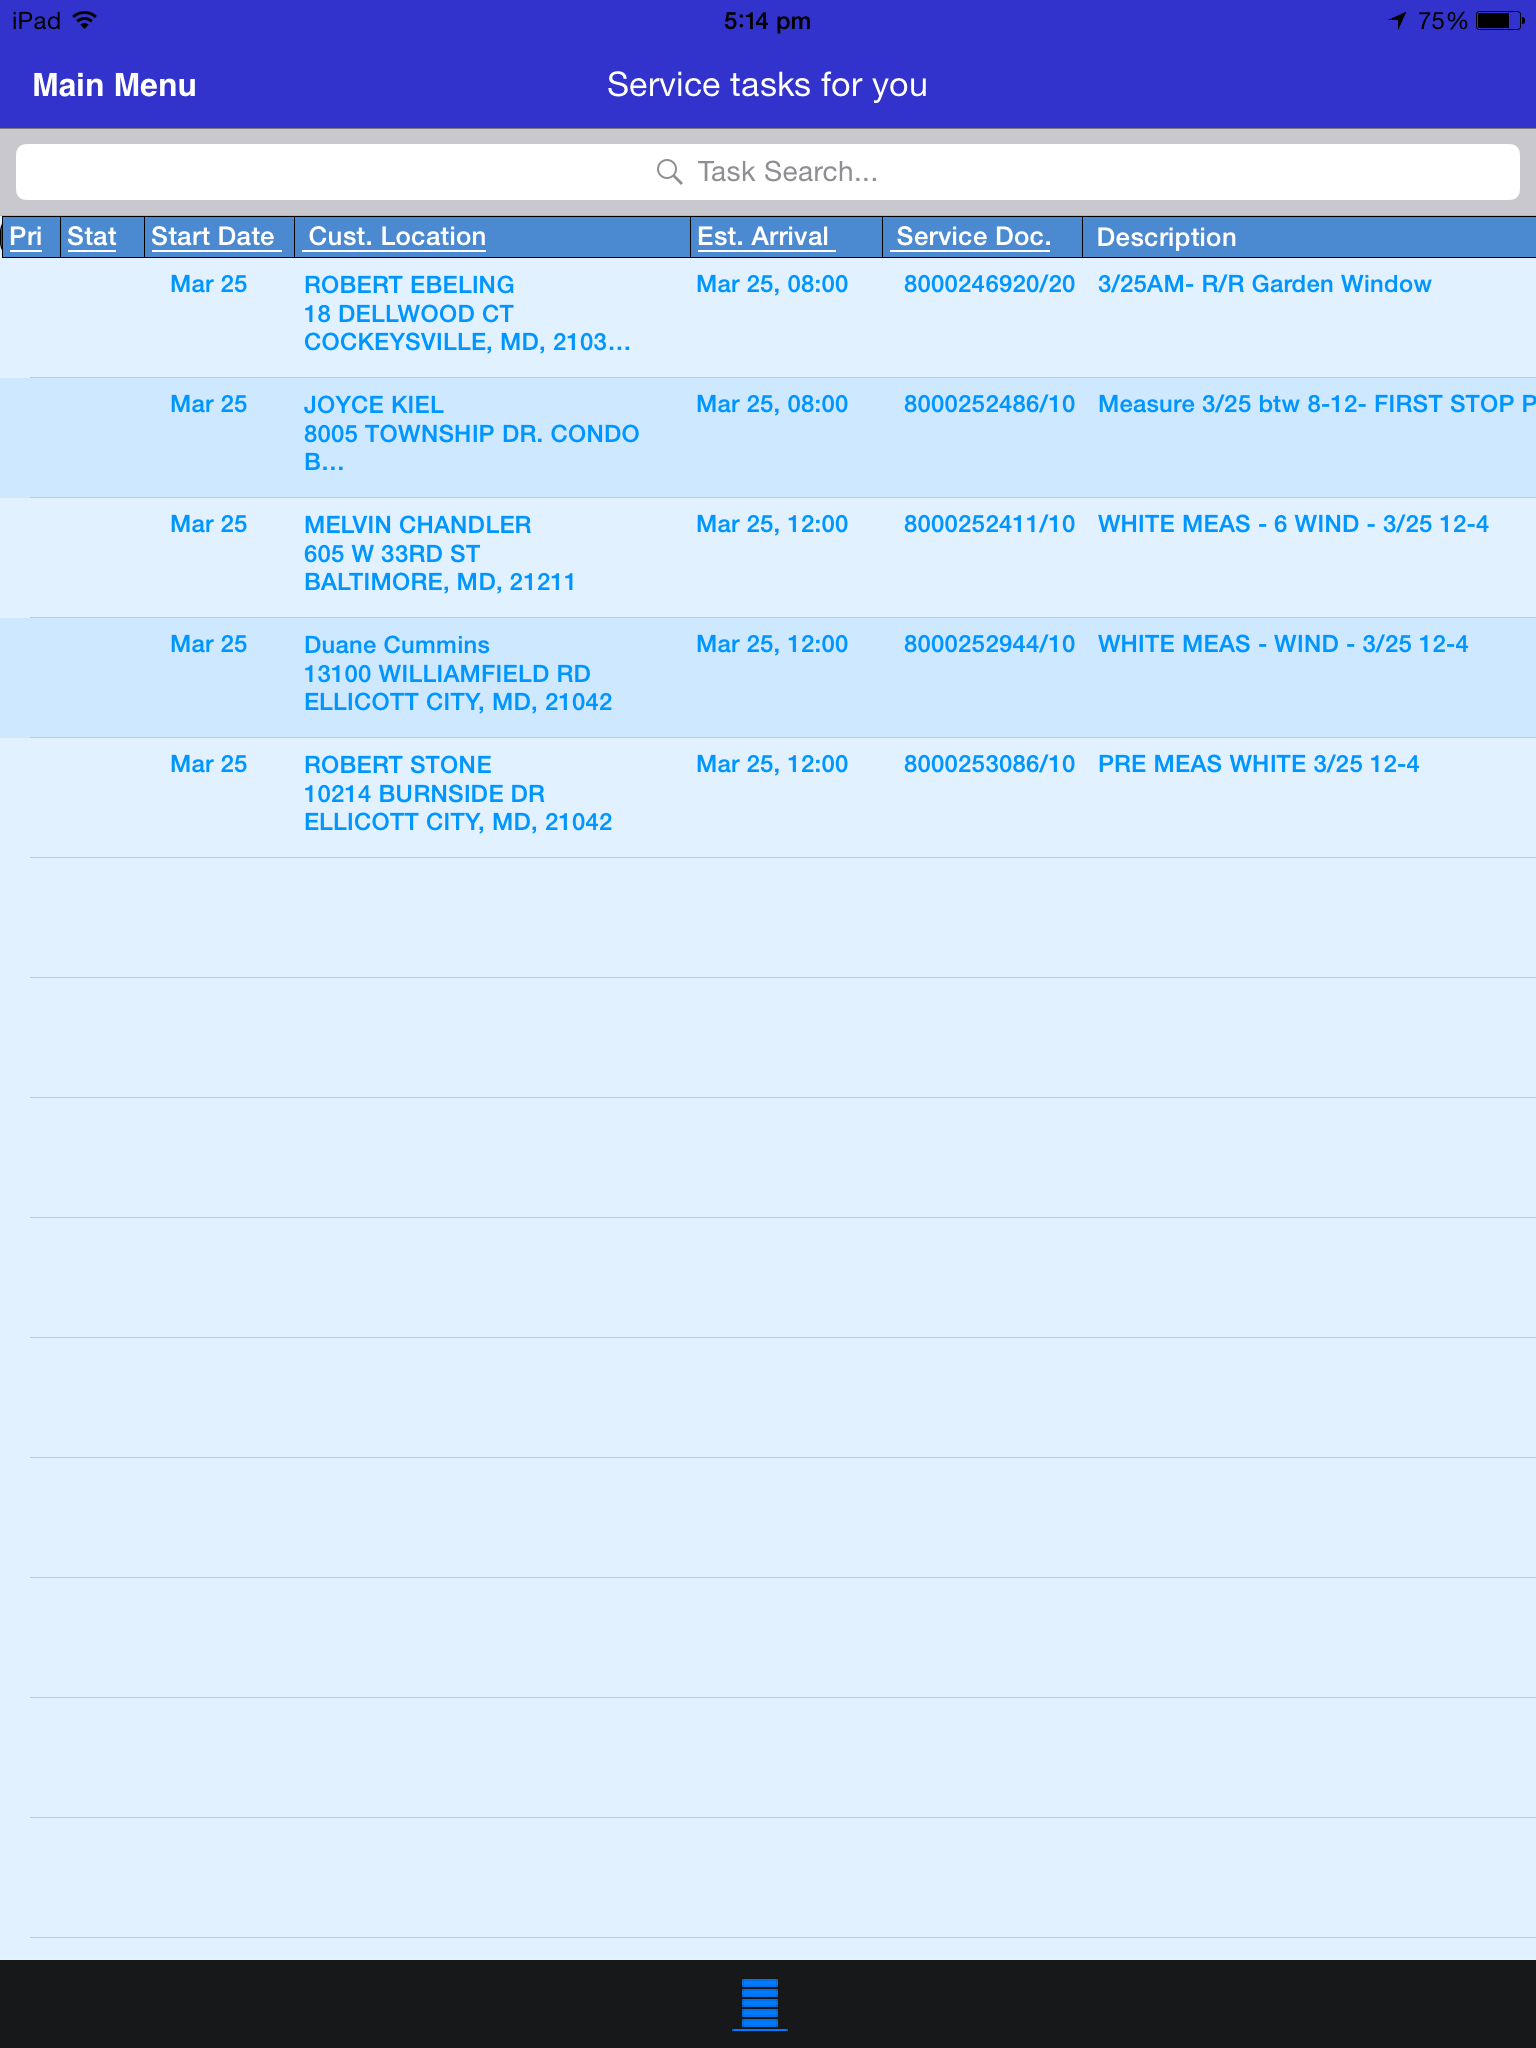 iPad 5:14 pm 75%
Main Menu Service tasks for you
Task Search...
Pri Stat Start Date Cust. Location Est. Arrival Service Doc. Description
Mar 25 ROBERT EBELING Mar 25, 08:00 8000246920/20 3/25AM- R/R Garden Window
18 DELLWOOD CT
COCKEYSVILLE, MD, 2103...
Mar 25 JOYCE KIEL Mar 25, 08:00 8000252486/10 Measure 3/25 btw 8-12- FIRST STOP P
8005 TOWNSHIP DR. CONDO
B...
Mar 25 MELVIN CHANDLER Mar 25, 12:00 8000252411/10 WHITE MEAS - 6 WIND - 3/25 12-4
605 W 33RD ST
BALTIMORE, MD, 21211
Mar 25 Duane Cummins Mar 25, 12:00 8000252944/10 WHITE MEAS - WIND - 3/25 12-4
13100 WILLIAMFIELD RD
ELLICOTT CITY, MD, 21042
Mar 25 ROBERT STONE Mar 25, 12:00 8000253086/10 PRE MEAS WHITE 3/25 12-4
10214 BURNSIDE DR
ELLICOTT CITY, MD, 21042